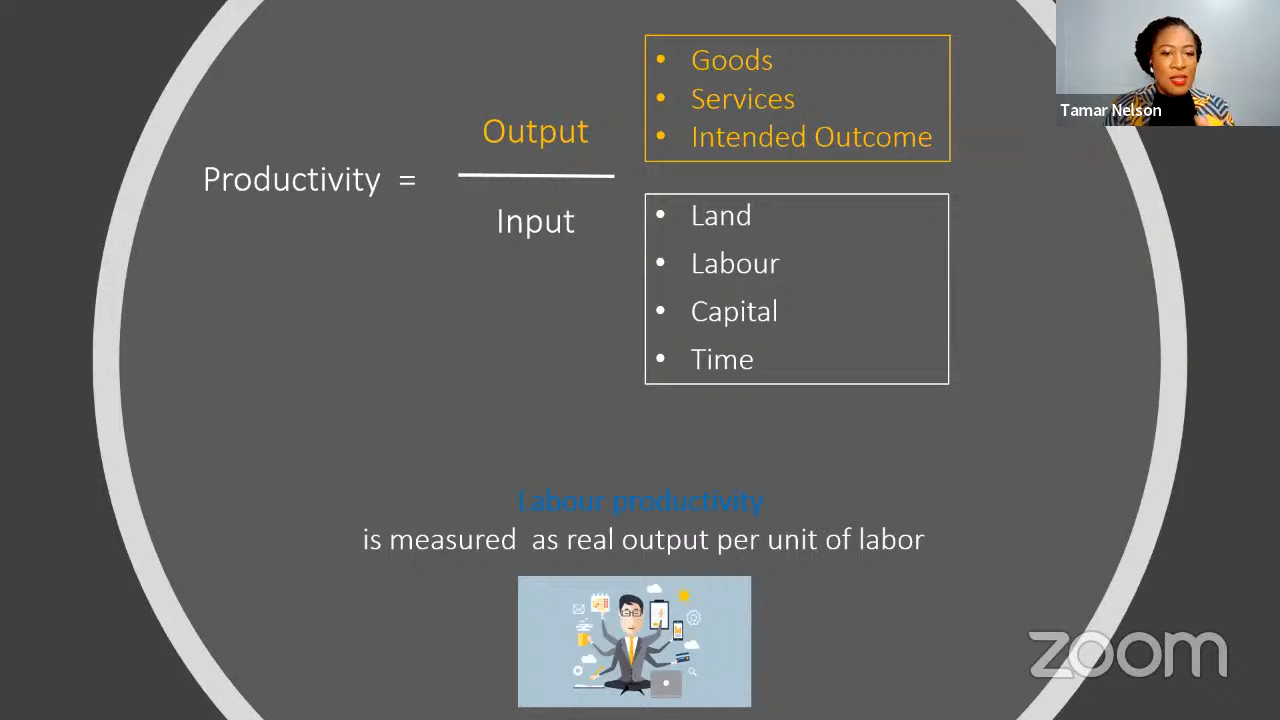 Goods
Services
Intended Outcome
Tamar Nelson
Output
Productivity =
Input
Land
Labour
Capital
Time
Labour productivity
is measured as real output per unit of labor
zoom